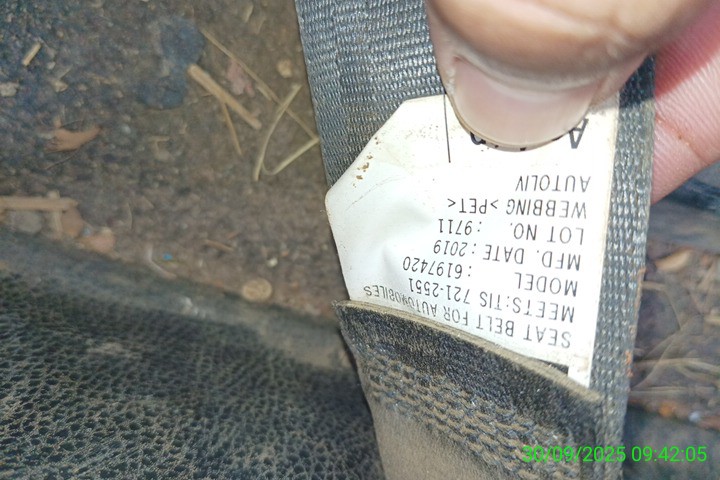 SEAT BELT FOR AUTOMOBILES
MEETS:TIS 721-2551
MODEL : 6197420
MFD. DATE : 2019
LOT NO. : 9711
WEBBING >PET<
AUTOLIV
30/09/2025 09:42:05